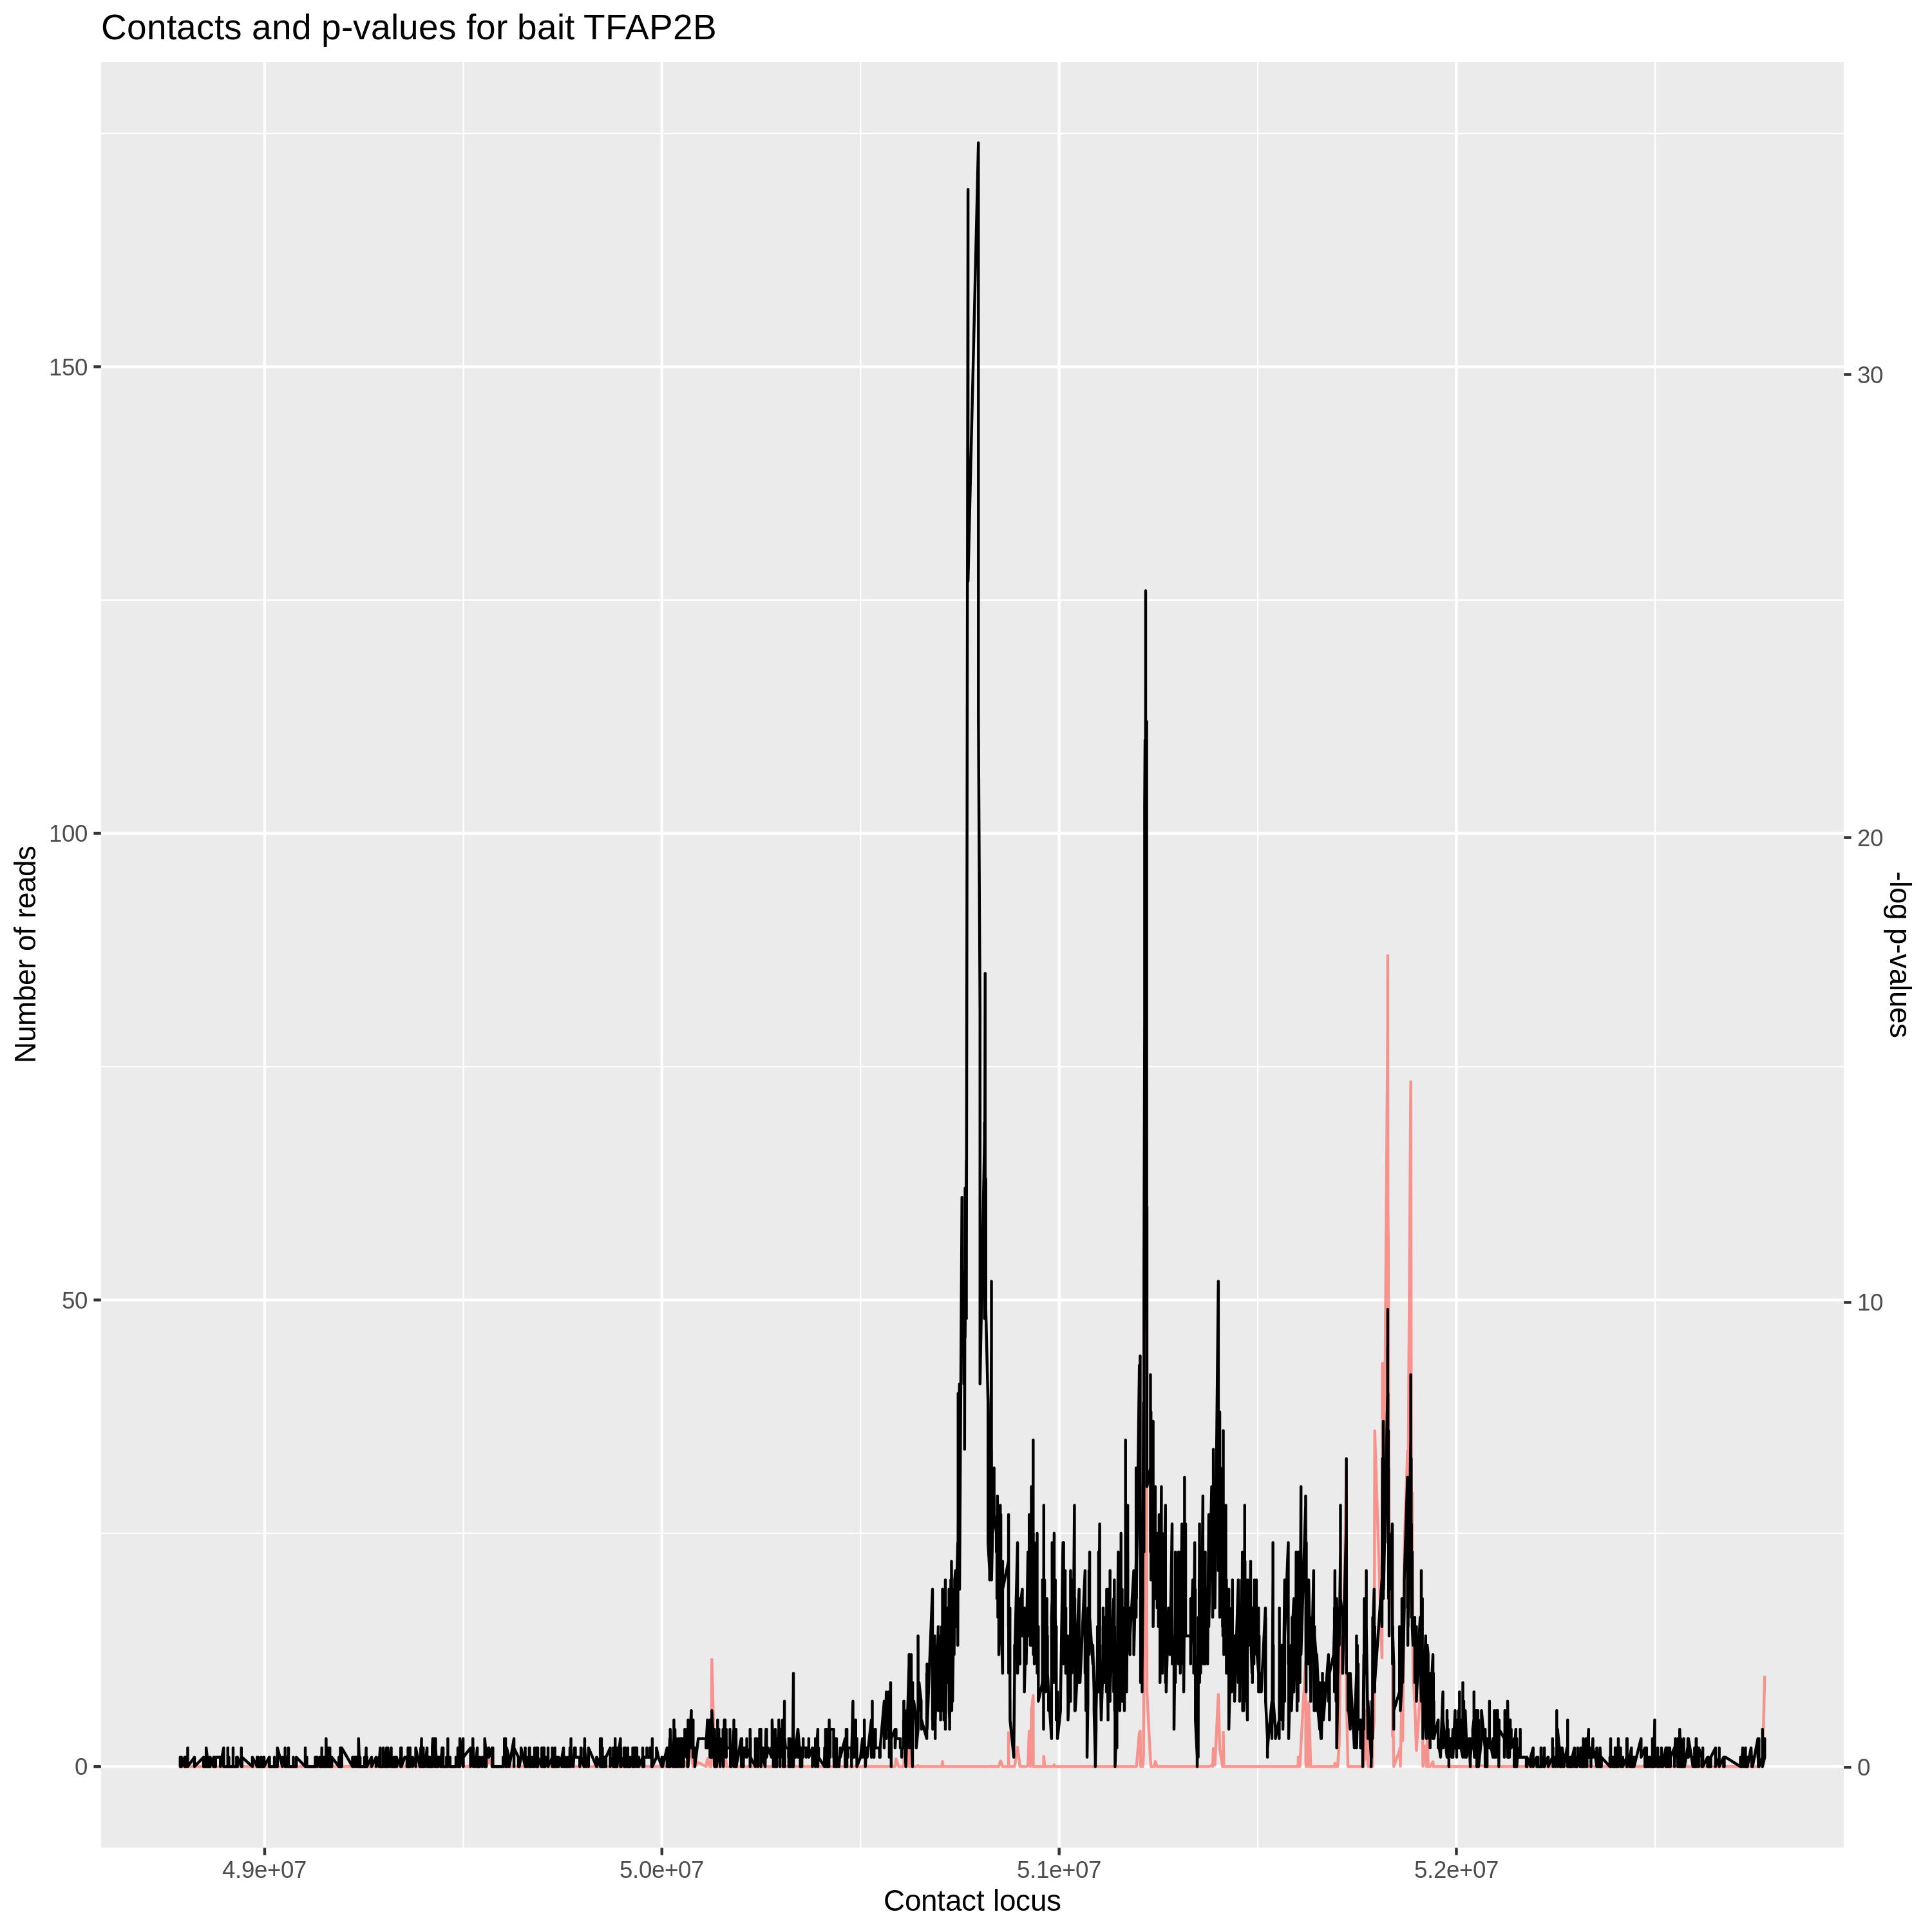 Contacts and p-values for bait TFAP2B
Number of reads
150
100
50
0
30
20
10
0
-log p-values
4.9e+07
5.0e+07
5.1e+07
5.2e+07
Contact locus